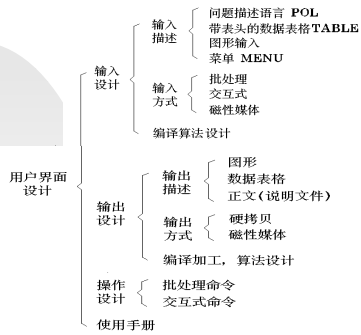 用户界面
设计
输入
设计
输入
描述
问题描述语言 POL
带表头的数据表格TABLE
图形输入
菜单 MENU
输入
方式
批处理
交互式
磁性媒体
编译算法设计
输出
设计
输出
描述
图形
数据表格
正文(说明文件)
输出
方式
硬拷贝
磁性媒体
编译加工, 算法设计
操作
设计
批处理命令
交互式命令
使用手册